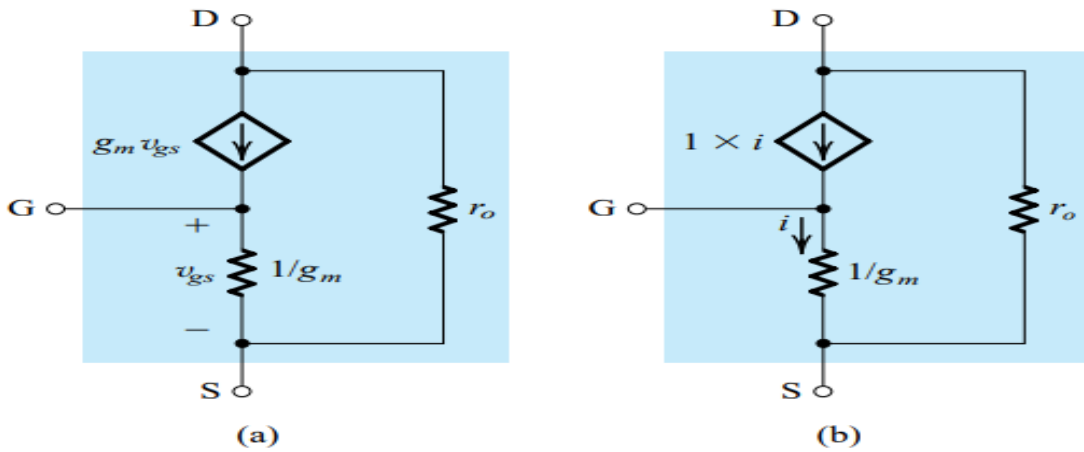 D
g_m v_gs
G
+
v_gs
1/g_m
−
r_o
S
(a)
D
1 × i
G
i
1/g_m
r_o
S
(b)